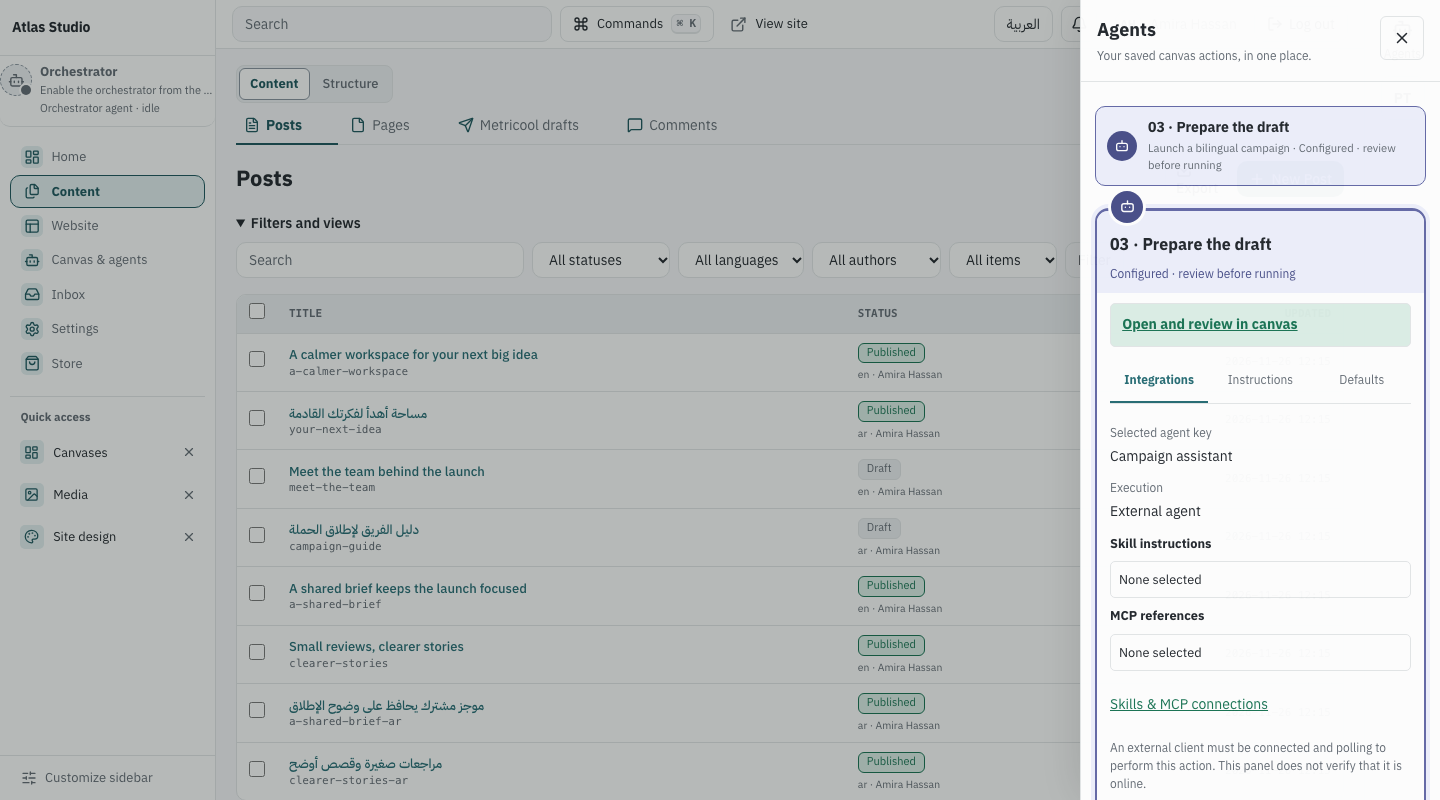 Atlas Studio
Orchestrator
Enable the orchestrator from the ...
Orchestrator agent · idle
Home
Content
Website
Canvas & agents
Inbox
Settings
Store
Quick access
Canvases
Media
Site design
Customize sidebar
Search
Commands ⌘ K
View site
العربية
Content
Structure
Posts
Pages
Metricool drafts
Comments
Posts
Filters and views
Search
All statuses
All languages
All authors
All items
TITLE
STATUS
A calmer workspace for your next big idea
a-calmer-workspace
Published
en · Amira Hassan
مساحة أهدأ لفكرتك القادمة
your-next-idea
Published
ar · Amira Hassan
Meet the team behind the launch
meet-the-team
Draft
en · Amira Hassan
دليل الفريق لإطلاق الحملة
campaign-guide
Draft
ar · Amira Hassan
A shared brief keeps the launch focused
a-shared-brief
Published
en · Amira Hassan
Small reviews, clearer stories
clearer-stories
Published
en · Amira Hassan
موجز مشترك يحافظ على وضوح الإطلاق
a-shared-brief-ar
Published
ar · Amira Hassan
مراجعات صغيرة وقصص أوضح
clearer-stories-ar
Published
ar · Amira Hassan
Agents
Your saved canvas actions, in one place.
03 · Prepare the draft
Launch a bilingual campaign · Configured · review
before running
Export
New Post
03 · Prepare the draft
Configured · review before running
Open and review in canvas
Integrations
Instructions
Defaults
Selected agent key
Campaign assistant
Execution
External agent
Skill instructions
None selected
MCP references
None selected
Skills & MCP connections
An external client must be connected and polling to
perform this action. This panel does not verify that it is
online.